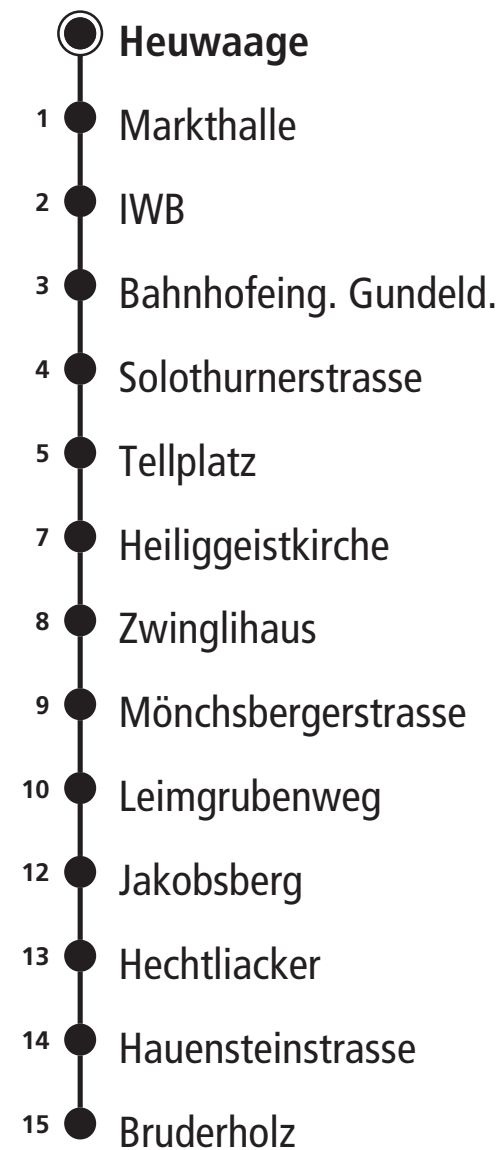 Heuwaage
1 Markthalle
2 IWB
3 Bahnhofeing. Gundeld.
4 Solothurnerstrasse
5 Tellplatz
7 Heiliggeistkirche
8 Zwinglihaus
9 Mönchsbergerstrasse
10 Leimgrubenweg
12 Jakobsberg
13 Hechtliacker
14 Hauensteinstrasse
15 Bruderholz